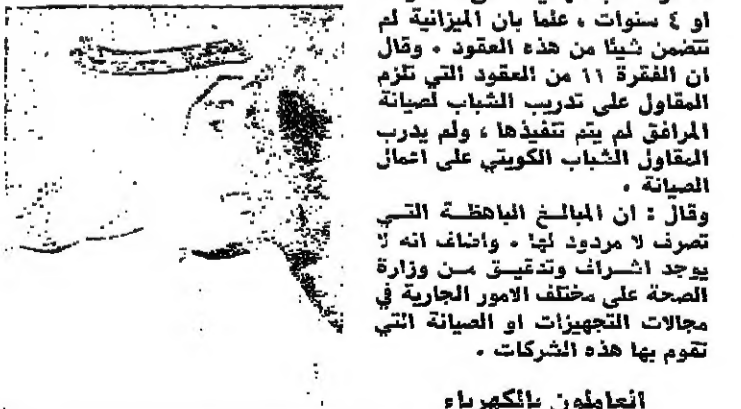 او ٤ سنوات ، علما بان الميزانية لم
تتضمن شيئا من هذه العقود . وقال
ان الفقرة ١١ من العقود التي تلزم
المقاول على تدريب الشباب لصيانة
المرافق لم يتم تنفيذها ، ولم يدرب
المقاول الشباب الكويتي على اعمال
الصيانة .
وقال : ان المبالغ الباهظة التي
تصرف لا مردود لها . واضاف انه لا
يوجد اشراف وتدقيق من وزارة
الصحة على مختلف الامور الجارية في
مجالات التجهيزات او الصيانة التي
تقوم بها هذه الشركات .
العاملون بالكهرباء